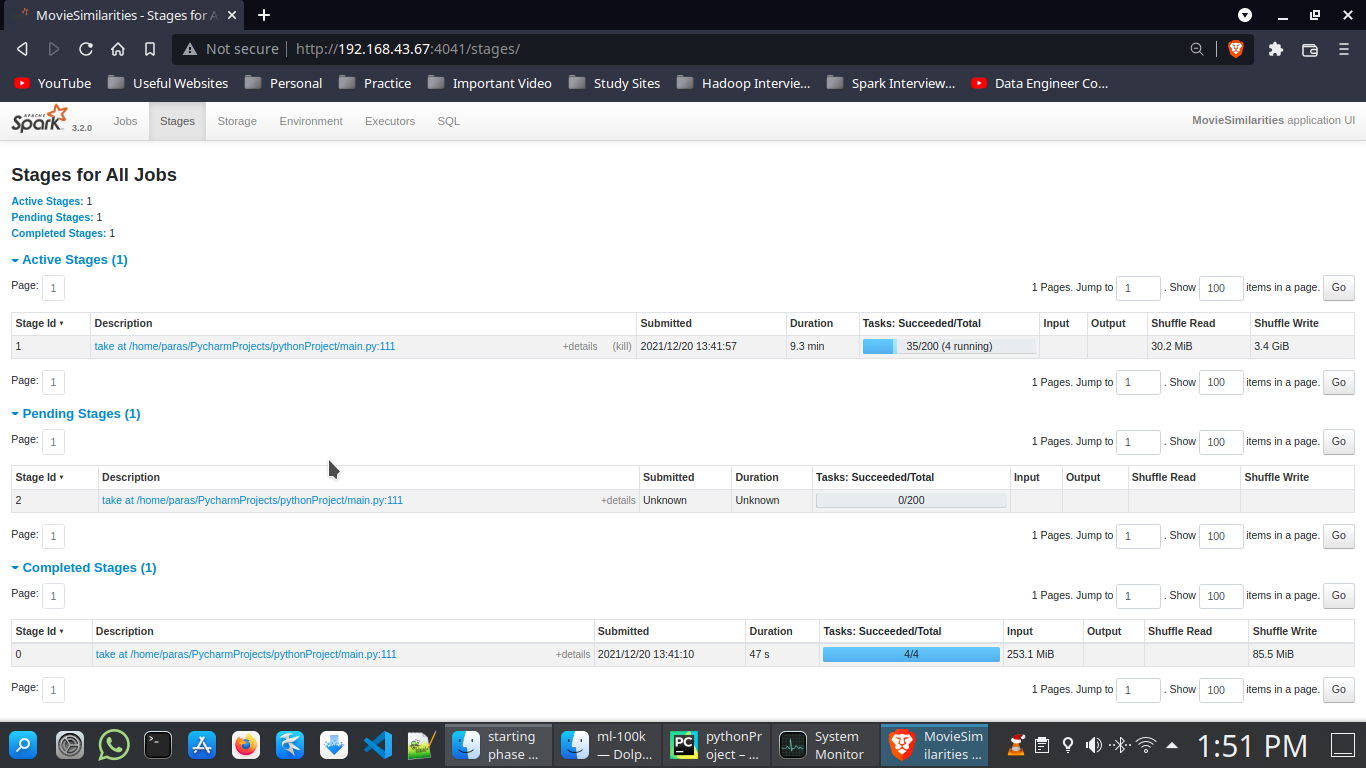 MovieSimilarities - Stages for A
Not secure http://192.168.43.67:4041/stages/
YouTube Useful Websites Personal Practice Important Video Study Sites Hadoop Intervie... Spark Interview... Data Engineer Co...
APACHE Spark 3.2.0 Jobs Stages Storage Environment Executors SQL MovieSimilarities application UI
Stages for All Jobs
Active Stages: 1
Pending Stages: 1
Completed Stages: 1
Active Stages (1)
Page: 1 1 Pages. Jump to 1 . Show 100 items in a page. Go
Stage Id Description Submitted Duration Tasks: Succeeded/Total Input Output Shuffle Read Shuffle Write
1 take at /home/paras/PycharmProjects/pythonProject/main.py:111 +details (kill) 2021/12/20 13:41:57 9.3 min 35/200 (4 running) 30.2 MiB 3.4 GiB
Page: 1 1 Pages. Jump to 1 . Show 100 items in a page. Go
Pending Stages (1)
Page: 1 1 Pages. Jump to 1 . Show 100 items in a page. Go
Stage Id Description Submitted Duration Tasks: Succeeded/Total Input Output Shuffle Read Shuffle Write
2 take at /home/paras/PycharmProjects/pythonProject/main.py:111 +details Unknown Unknown 0/200
Page: 1 1 Pages. Jump to 1 . Show 100 items in a page. Go
Completed Stages (1)
Page: 1 1 Pages. Jump to 1 . Show 100 items in a page. Go
Stage Id Description Submitted Duration Tasks: Succeeded/Total Input Output Shuffle Read Shuffle Write
0 take at /home/paras/PycharmProjects/pythonProject/main.py:111 +details 2021/12/20 13:41:10 47 s 4/4 253.1 MiB 85.5 MiB
Page: 1 1 Pages. Jump to 1 . Show 100 items in a page. Go
starting ml-100k PC pythonPr System MovieSim
phase ... — Dolp... oject – ... Monitor ilarities ... 1:51 PM